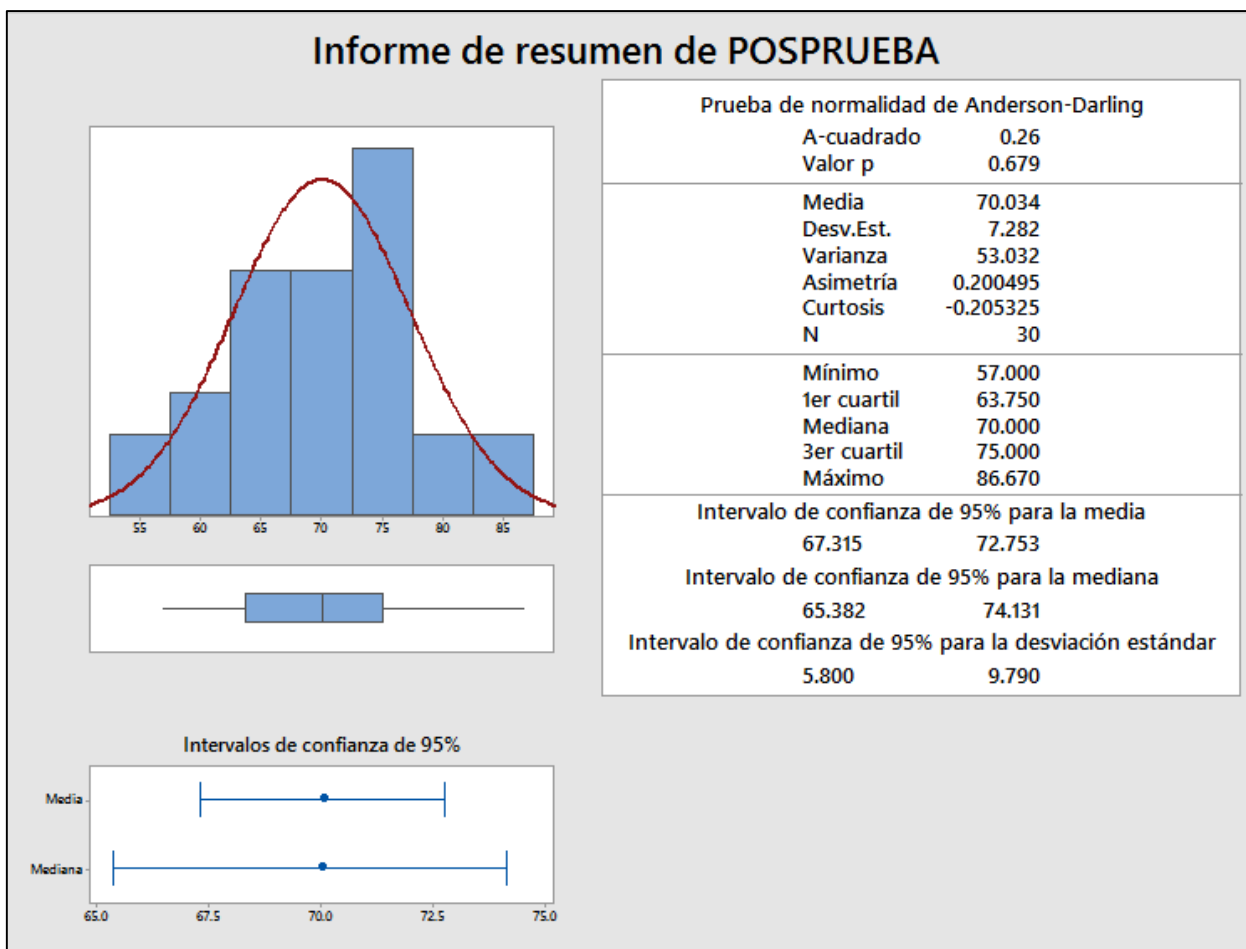 Informe de resumen de POSPRUEBA
55 60 65 70 75 80 85
Intervalos de confianza de 95%
Media
Mediana
65.0 67.5 70.0 72.5 75.0
Prueba de normalidad de Anderson-Darling
A-cuadrado 0.26
Valor p 0.679
Media 70.034
Desv.Est. 7.282
Varianza 53.032
Asimetría 0.200495
Curtosis -0.205325
N 30
Mínimo 57.000
1er cuartil 63.750
Mediana 70.000
3er cuartil 75.000
Máximo 86.670
Intervalo de confianza de 95% para la media
67.315 72.753
Intervalo de confianza de 95% para la mediana
65.382 74.131
Intervalo de confianza de 95% para la desviación estándar
5.800 9.790